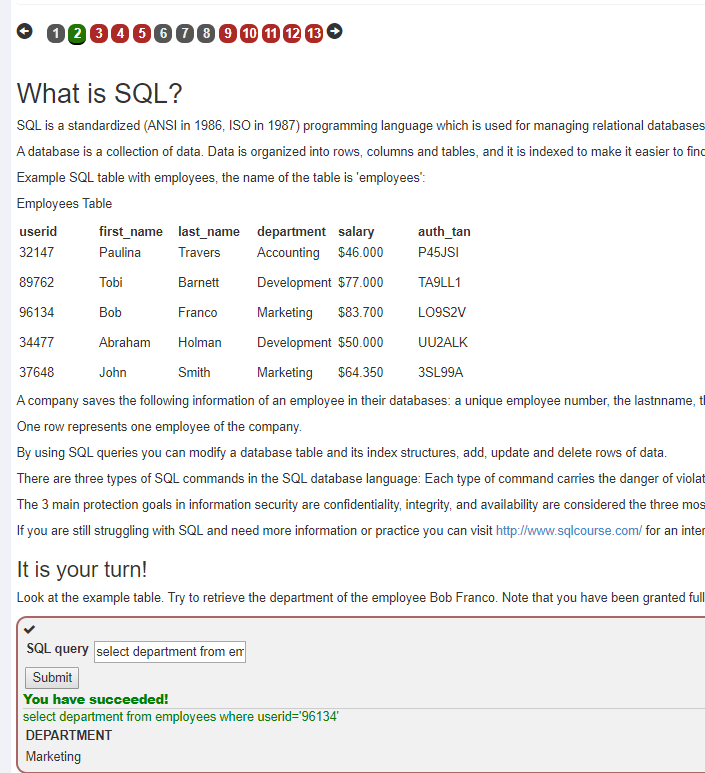 1 2 3 4 5 6 7 8 9 10 11 12 13
What is SQL?
SQL is a standardized (ANSI in 1986, ISO in 1987) programming language which is used for managing relational databases
A database is a collection of data. Data is organized into rows, columns and tables, and it is indexed to make it easier to find
Example SQL table with employees, the name of the table is 'employees':
Employees Table
userid first_name last_name department salary auth_tan
32147 Paulina Travers Accounting $46.000 P45JSI
89762 Tobi Barnett Development $77.000 TA9LL1
96134 Bob Franco Marketing $83.700 LO9S2V
34477 Abraham Holman Development $50.000 UU2ALK
37648 John Smith Marketing $64.350 3SL99A
A company saves the following information of an employee in their databases: a unique employee number, the lastnname, t
One row represents one employee of the company.
By using SQL queries you can modify a database table and its index structures, add, update and delete rows of data.
There are three types of SQL commands in the SQL database language: Each type of command carries the danger of violat
The 3 main protection goals in information security are confidentiality, integrity, and availability are considered the three mos
If you are still struggling with SQL and need more information or practice you can visit http://www.sqlcourse.com/ for an inter
It is your turn!
Look at the example table. Try to retrieve the department of the employee Bob Franco. Note that you have been granted full
SQL query select department from em
Submit
You have succeeded!
select department from employees where userid='96134'
DEPARTMENT
Marketing